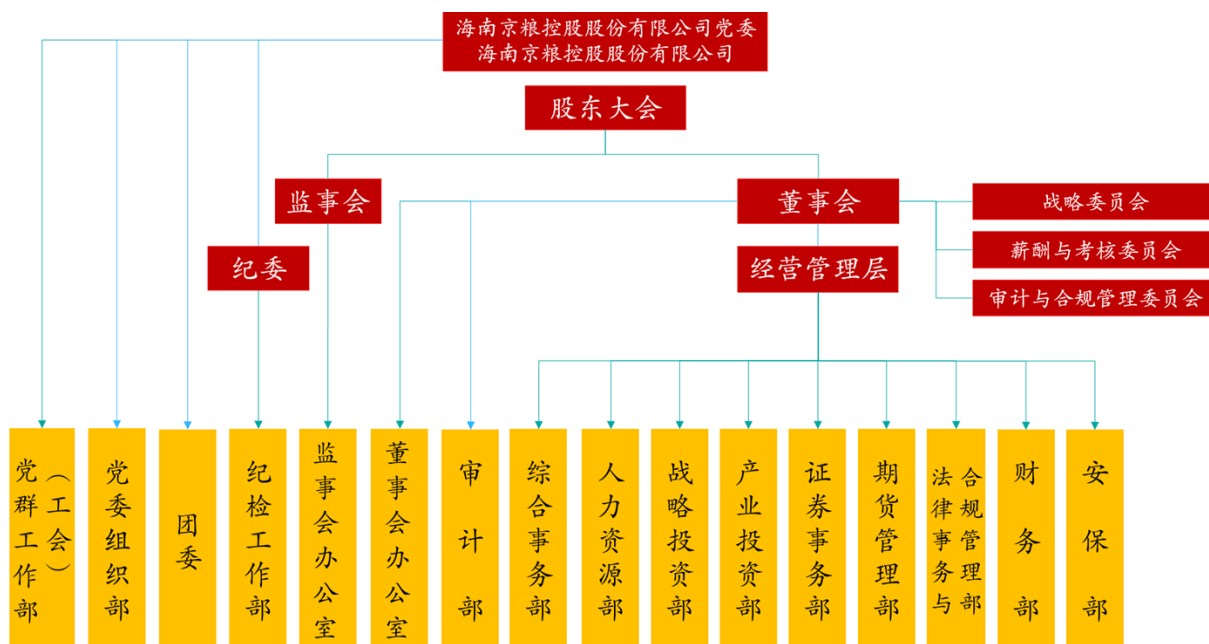 海南京粮控股股份有限公司党委
海南京粮控股股份有限公司
股东大会
监事会
董事会
战略委员会
纪委
经营管理层
薪酬与考核委员会
审计与合规管理委员会
党群工作部
（工会）
党委组织部
团委
纪检工作部
监事会办公室
董事会办公室
审计部
综合事务部
人力资源部
战略投资部
产业投资部
证券事务部
期货管理部
法律事务与
合规管理部
财务部
安保部